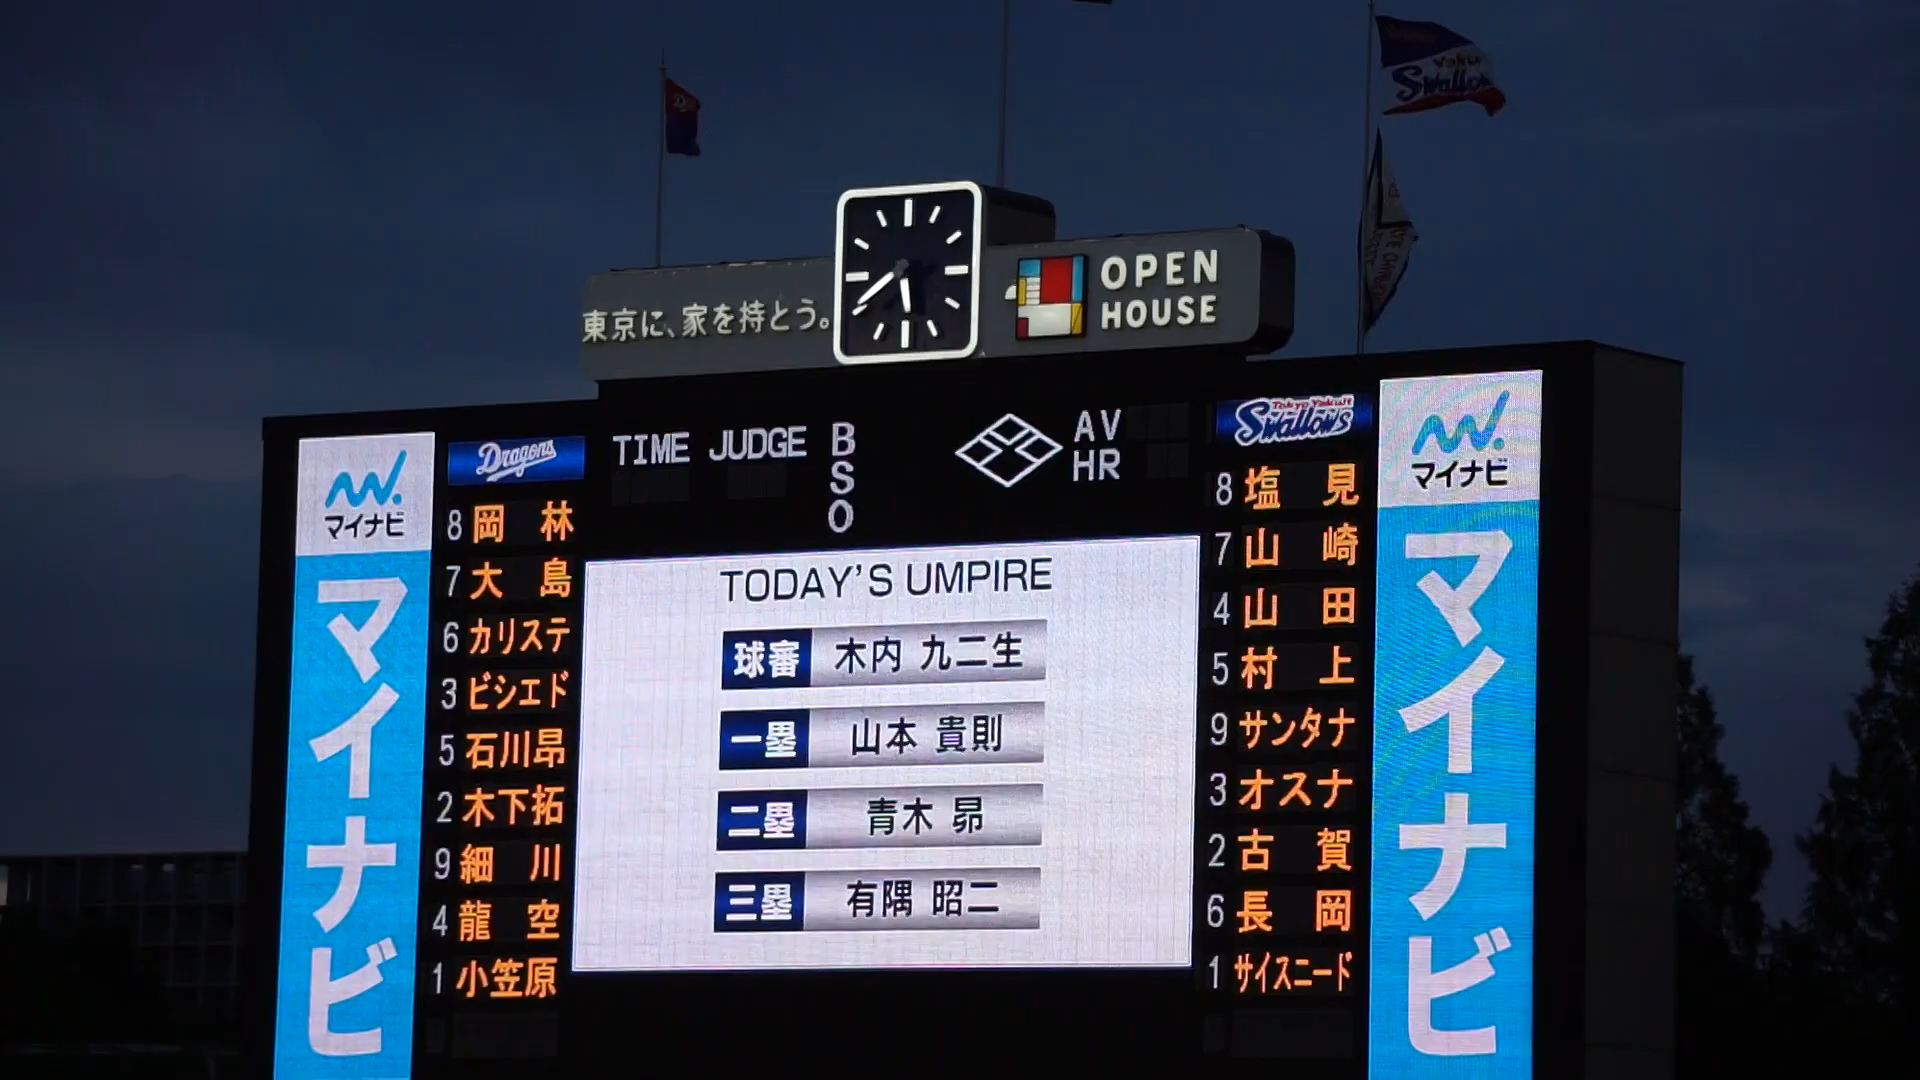 Yakult
Swallows
東京に、家を持とう。
OPEN
HOUSE
マイナビ
マイナビ
Dragons
8 岡 林
7 大 島
6 カリステ
3 ビシエド
5 石川昂
2 木下拓
9 細 川
4 龍 空
1 小笠原
TIME JUDGE
B
S
O
AV
HR
TODAY'S UMPIRE
球審 木内 九二生
一塁 山本 貴則
二塁 青木 昴
三塁 有隅 昭二
Tokyo Yakult
Swallows
8 塩 見
7 山 崎
4 山 田
5 村 上
9 サンタナ
3 オスナ
2 古 賀
6 長 岡
1 サイスニード
マイナビ
マイナビ